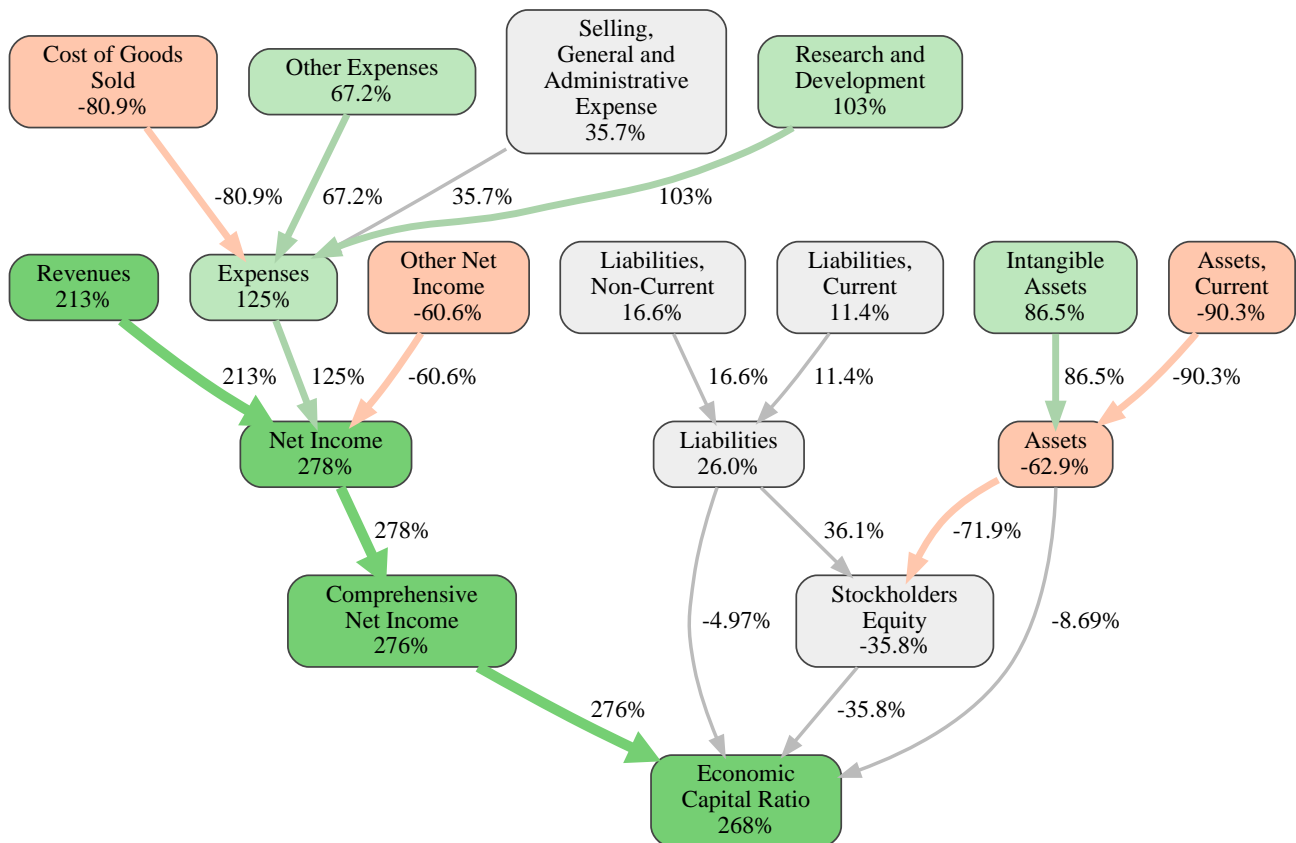 Cost of Goods
Sold
-80.9%
Other Expenses
67.2%
Selling,
General and
Administrative
Expense
35.7%
Research and
Development
103%
-80.9%
67.2%
35.7%
103%
Revenues
213%
Expenses
125%
Other Net
Income
-60.6%
Liabilities,
Non-Current
16.6%
Liabilities,
Current
11.4%
Intangible
Assets
86.5%
Assets,
Current
-90.3%
213%
125%
-60.6%
16.6%
11.4%
86.5%
-90.3%
Net Income
278%
Liabilities
26.0%
Assets
-62.9%
278%
36.1%
-71.9%
Comprehensive
Net Income
276%
Stockholders
Equity
-35.8%
-4.97%
-8.69%
276%
-35.8%
Economic
Capital Ratio
268%